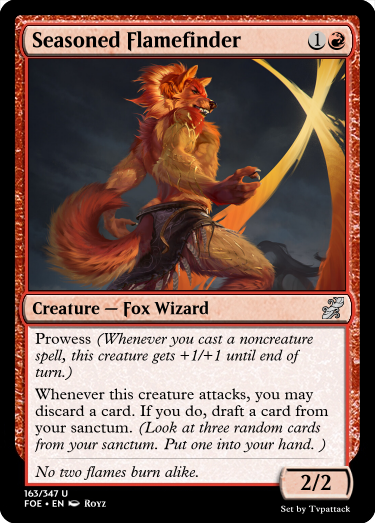 Seasoned Flamefinder 1
Creature — Fox Wizard
Prowess (Whenever you cast a noncreature
spell, this creature gets +1/+1 until end of
turn.)
Whenever this creature attacks, you may
discard a card. If you do, draft a card from
your sanctum. (Look at three random cards
from your sanctum. Put one into your hand. )
No two flames burn alike.
2/2
163/347 U
FOE • EN Royz
Set by Tvpattack